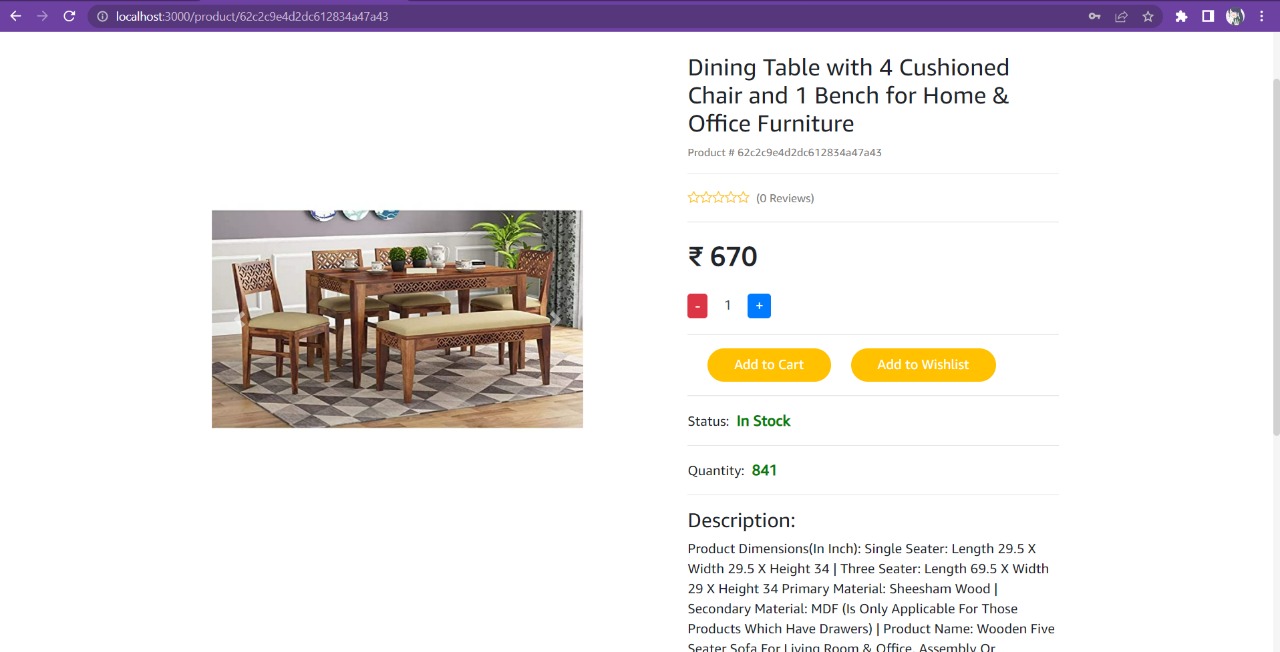 localhost:3000/product/62c2c9e4d2dc612834a47a43
Dining Table with 4 Cushioned
Chair and 1 Bench for Home &
Office Furniture
Product # 62c2c9e4d2dc612834a47a43
(0 Reviews)
₹ 670
- 1 +
Add to Cart Add to Wishlist
Status: In Stock
Quantity: 841
Description:
Product Dimensions(In Inch): Single Seater: Length 29.5 X
Width 29.5 X Height 34 | Three Seater: Length 69.5 X Width
29 X Height 34 Primary Material: Sheesham Wood |
Secondary Material: MDF (Is Only Applicable For Those
Products Which Have Drawers) | Product Name: Wooden Five
Seater Sofa For Living Room & Office, Assembly Or